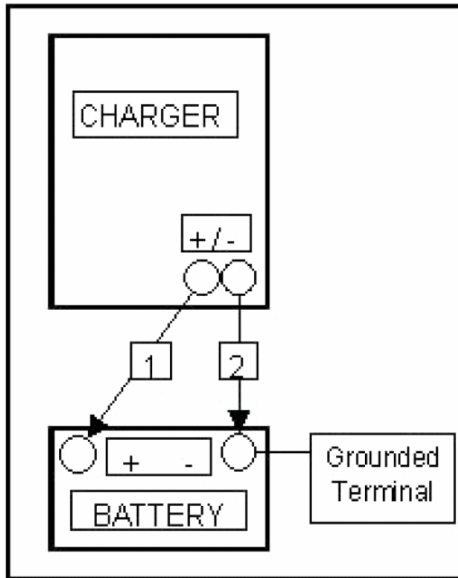 CHARGER
+/-
1
2
+ -
BATTERY
Grounded
Terminal